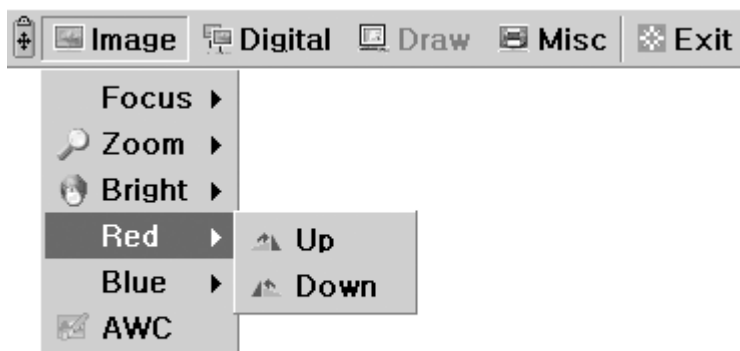 Image Digital Draw Misc Exit
Focus
Zoom
Bright
Red
Up
Blue
Down
AWC